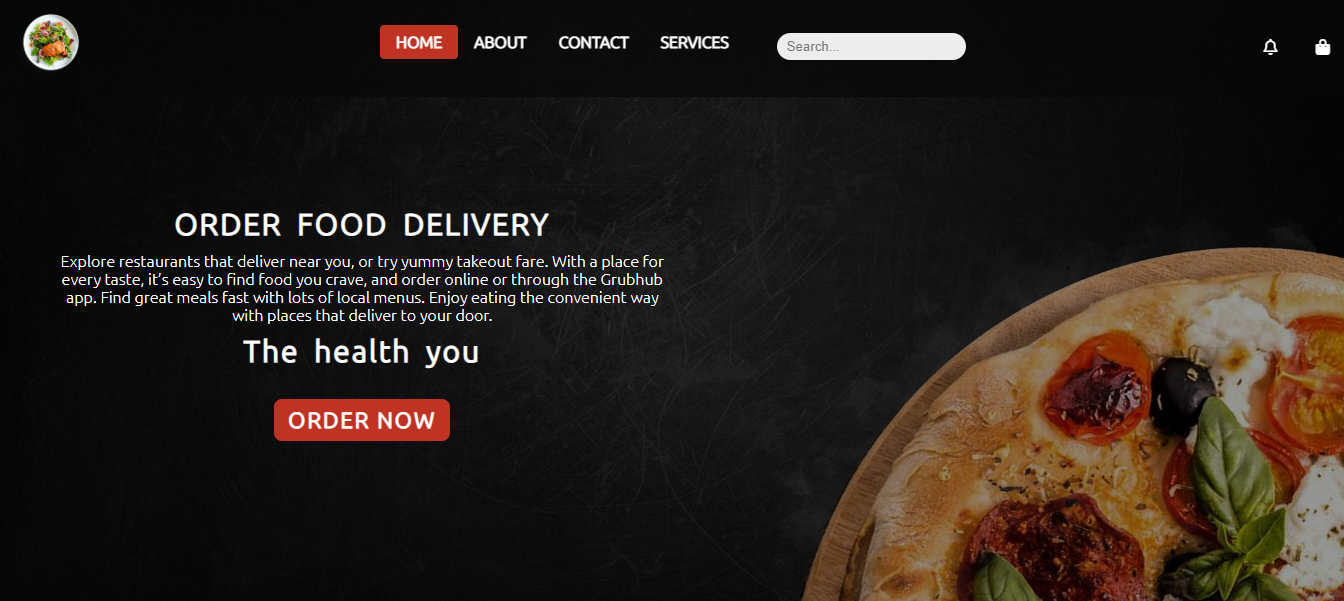 HOME ABOUT CONTACT SERVICES Search...
ORDER FOOD DELIVERY
Explore restaurants that deliver near you, or try yummy takeout fare. With a place for
every taste, it’s easy to find food you crave, and order online or through the Grubhub
app. Find great meals fast with lots of local menus. Enjoy eating the convenient way
with places that deliver to your door.
The health you
ORDER NOW